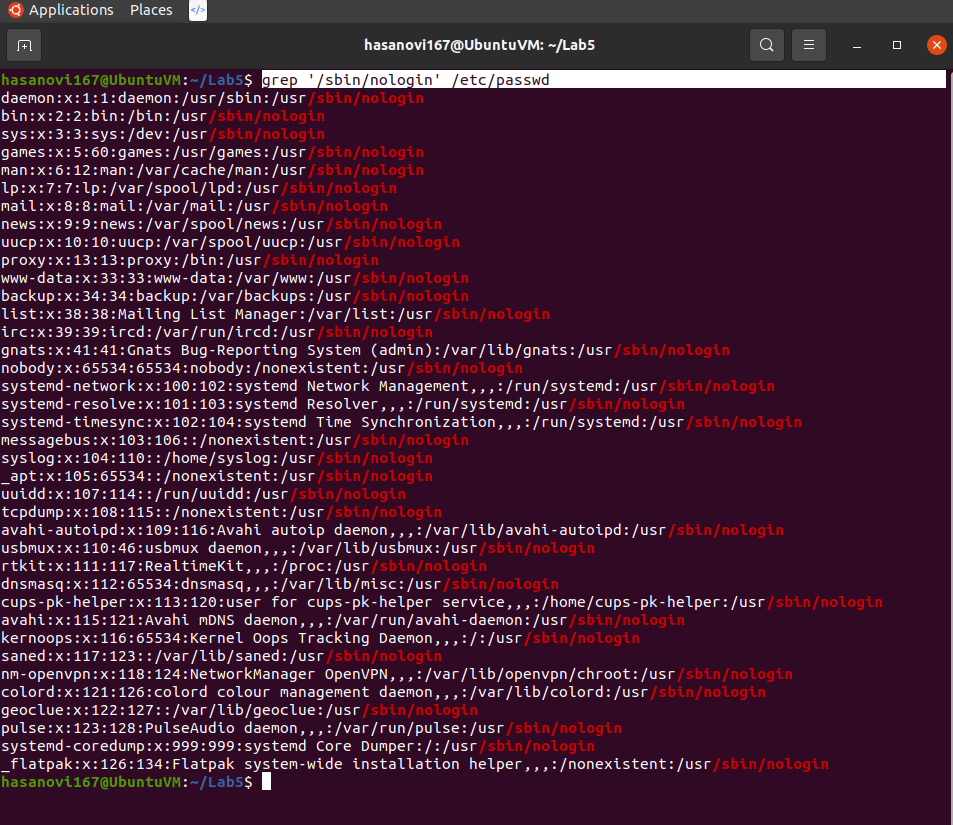 Applications Places </>
hasanovi167@UbuntuVM: ~/Lab5
hasanovi167@UbuntuVM:~/Lab5$ grep '/sbin/nologin' /etc/passwd
daemon:x:1:1:daemon:/usr/sbin:/usr/sbin/nologin
bin:x:2:2:bin:/bin:/usr/sbin/nologin
sys:x:3:3:sys:/dev:/usr/sbin/nologin
games:x:5:60:games:/usr/games:/usr/sbin/nologin
man:x:6:12:man:/var/cache/man:/usr/sbin/nologin
lp:x:7:7:lp:/var/spool/lpd:/usr/sbin/nologin
mail:x:8:8:mail:/var/mail:/usr/sbin/nologin
news:x:9:9:news:/var/spool/news:/usr/sbin/nologin
uucp:x:10:10:uucp:/var/spool/uucp:/usr/sbin/nologin
proxy:x:13:13:proxy:/bin:/usr/sbin/nologin
www-data:x:33:33:www-data:/var/www:/usr/sbin/nologin
backup:x:34:34:backup:/var/backups:/usr/sbin/nologin
list:x:38:38:Mailing List Manager:/var/list:/usr/sbin/nologin
irc:x:39:39:ircd:/var/run/ircd:/usr/sbin/nologin
gnats:x:41:41:Gnats Bug-Reporting System (admin):/var/lib/gnats:/usr/sbin/nologin
nobody:x:65534:65534:nobody:/nonexistent:/usr/sbin/nologin
systemd-network:x:100:102:systemd Network Management,,,:/run/systemd:/usr/sbin/nologin
systemd-resolve:x:101:103:systemd Resolver,,,:/run/systemd:/usr/sbin/nologin
systemd-timesync:x:102:104:systemd Time Synchronization,,,:/run/systemd:/usr/sbin/nologin
messagebus:x:103:106::/nonexistent:/usr/sbin/nologin
syslog:x:104:110::/home/syslog:/usr/sbin/nologin
_apt:x:105:65534::/nonexistent:/usr/sbin/nologin
uuidd:x:107:114::/run/uuidd:/usr/sbin/nologin
tcpdump:x:108:115::/nonexistent:/usr/sbin/nologin
avahi-autoipd:x:109:116:Avahi autoip daemon,,,:/var/lib/avahi-autoipd:/usr/sbin/nologin
usbmux:x:110:46:usbmux daemon,,,:/var/lib/usbmux:/usr/sbin/nologin
rtkit:x:111:117:RealtimeKit,,,:/proc:/usr/sbin/nologin
dnsmasq:x:112:65534:dnsmasq,,,:/var/lib/misc:/usr/sbin/nologin
cups-pk-helper:x:113:120:user for cups-pk-helper service,,,:/home/cups-pk-helper:/usr/sbin/nologin
avahi:x:115:121:Avahi mDNS daemon,,,:/var/run/avahi-daemon:/usr/sbin/nologin
kernoops:x:116:65534:Kernel Oops Tracking Daemon,,,:/:/usr/sbin/nologin
saned:x:117:123::/var/lib/saned:/usr/sbin/nologin
nm-openvpn:x:118:124:NetworkManager OpenVPN,,,:/var/lib/openvpn/chroot:/usr/sbin/nologin
colord:x:121:126:colord colour management daemon,,,:/var/lib/colord:/usr/sbin/nologin
geoclue:x:122:127::/var/lib/geoclue:/usr/sbin/nologin
pulse:x:123:128:PulseAudio daemon,,,:/var/run/pulse:/usr/sbin/nologin
systemd-coredump:x:999:999:systemd Core Dumper:/:/usr/sbin/nologin
_flatpak:x:126:134:Flatpak system-wide installation helper,,,:/nonexistent:/usr/sbin/nologin
hasanovi167@UbuntuVM:~/Lab5$